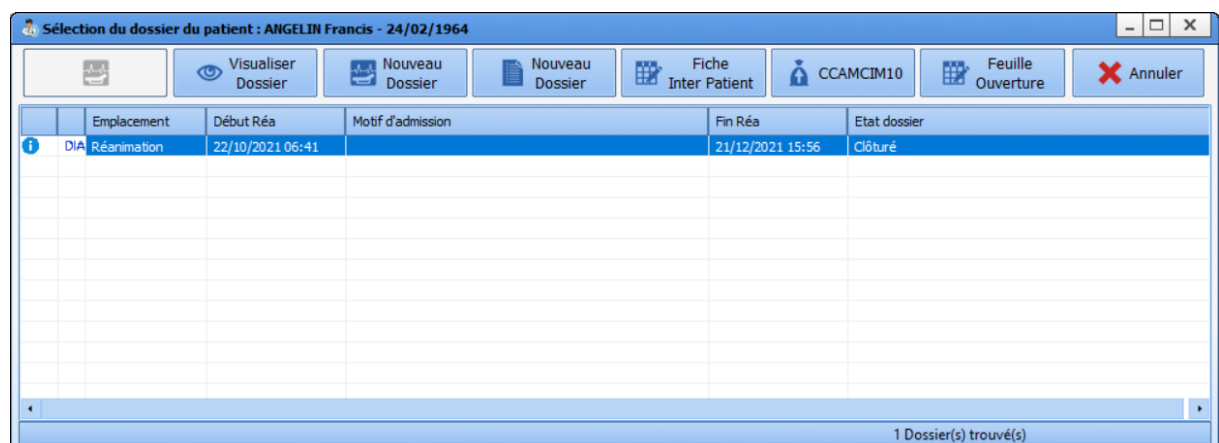 Sélection du dossier du patient : ANGELIN Francis - 24/02/1964
Visualiser Dossier
Nouveau Dossier
Nouveau Dossier
Fiche Inter Patient
CCAMCIM10
Feuille Ouverture
Annuler
Emplacement Début Réa Motif d'admission Fin Réa Etat dossier
DIA Réanimation 22/10/2021 06:41 21/12/2021 15:56 Clôturé
1 Dossier(s) trouvé(s)